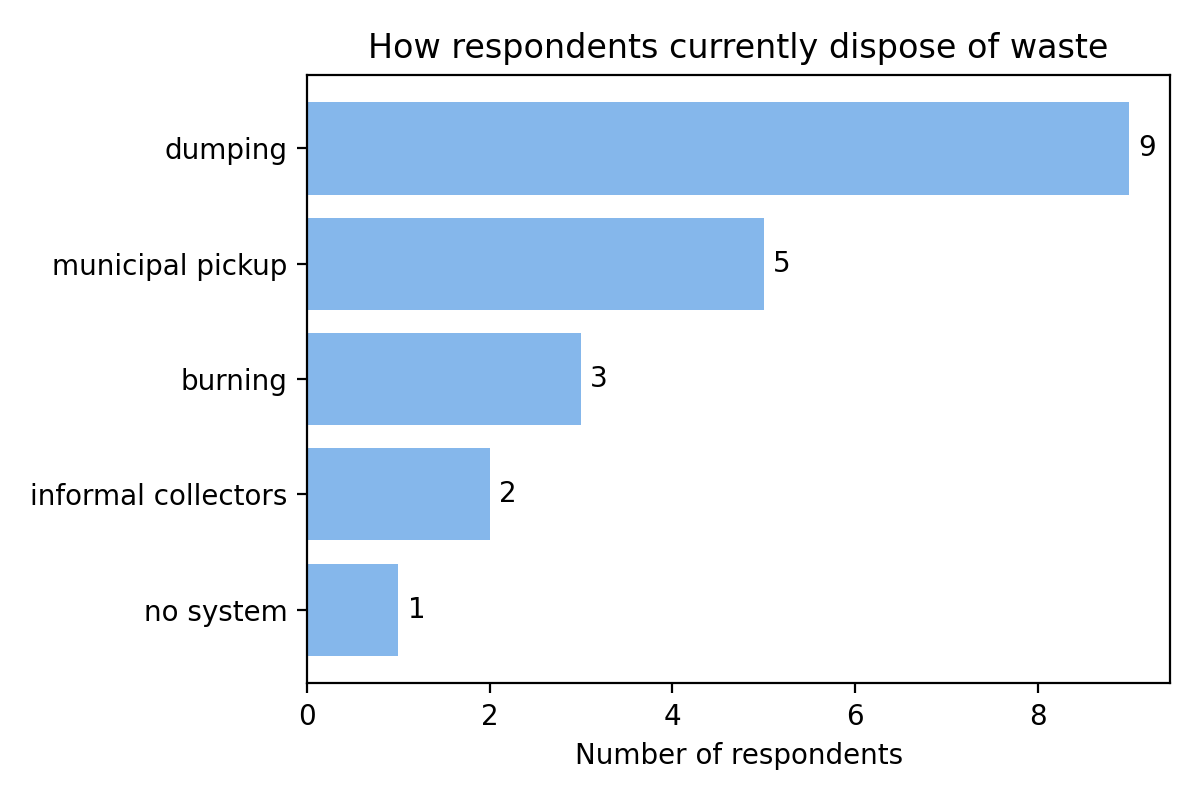 How respondents currently dispose of waste
dumping 9
municipal pickup 5
burning 3
informal collectors 2
no system 1
0 2 4 6 8
Number of respondents